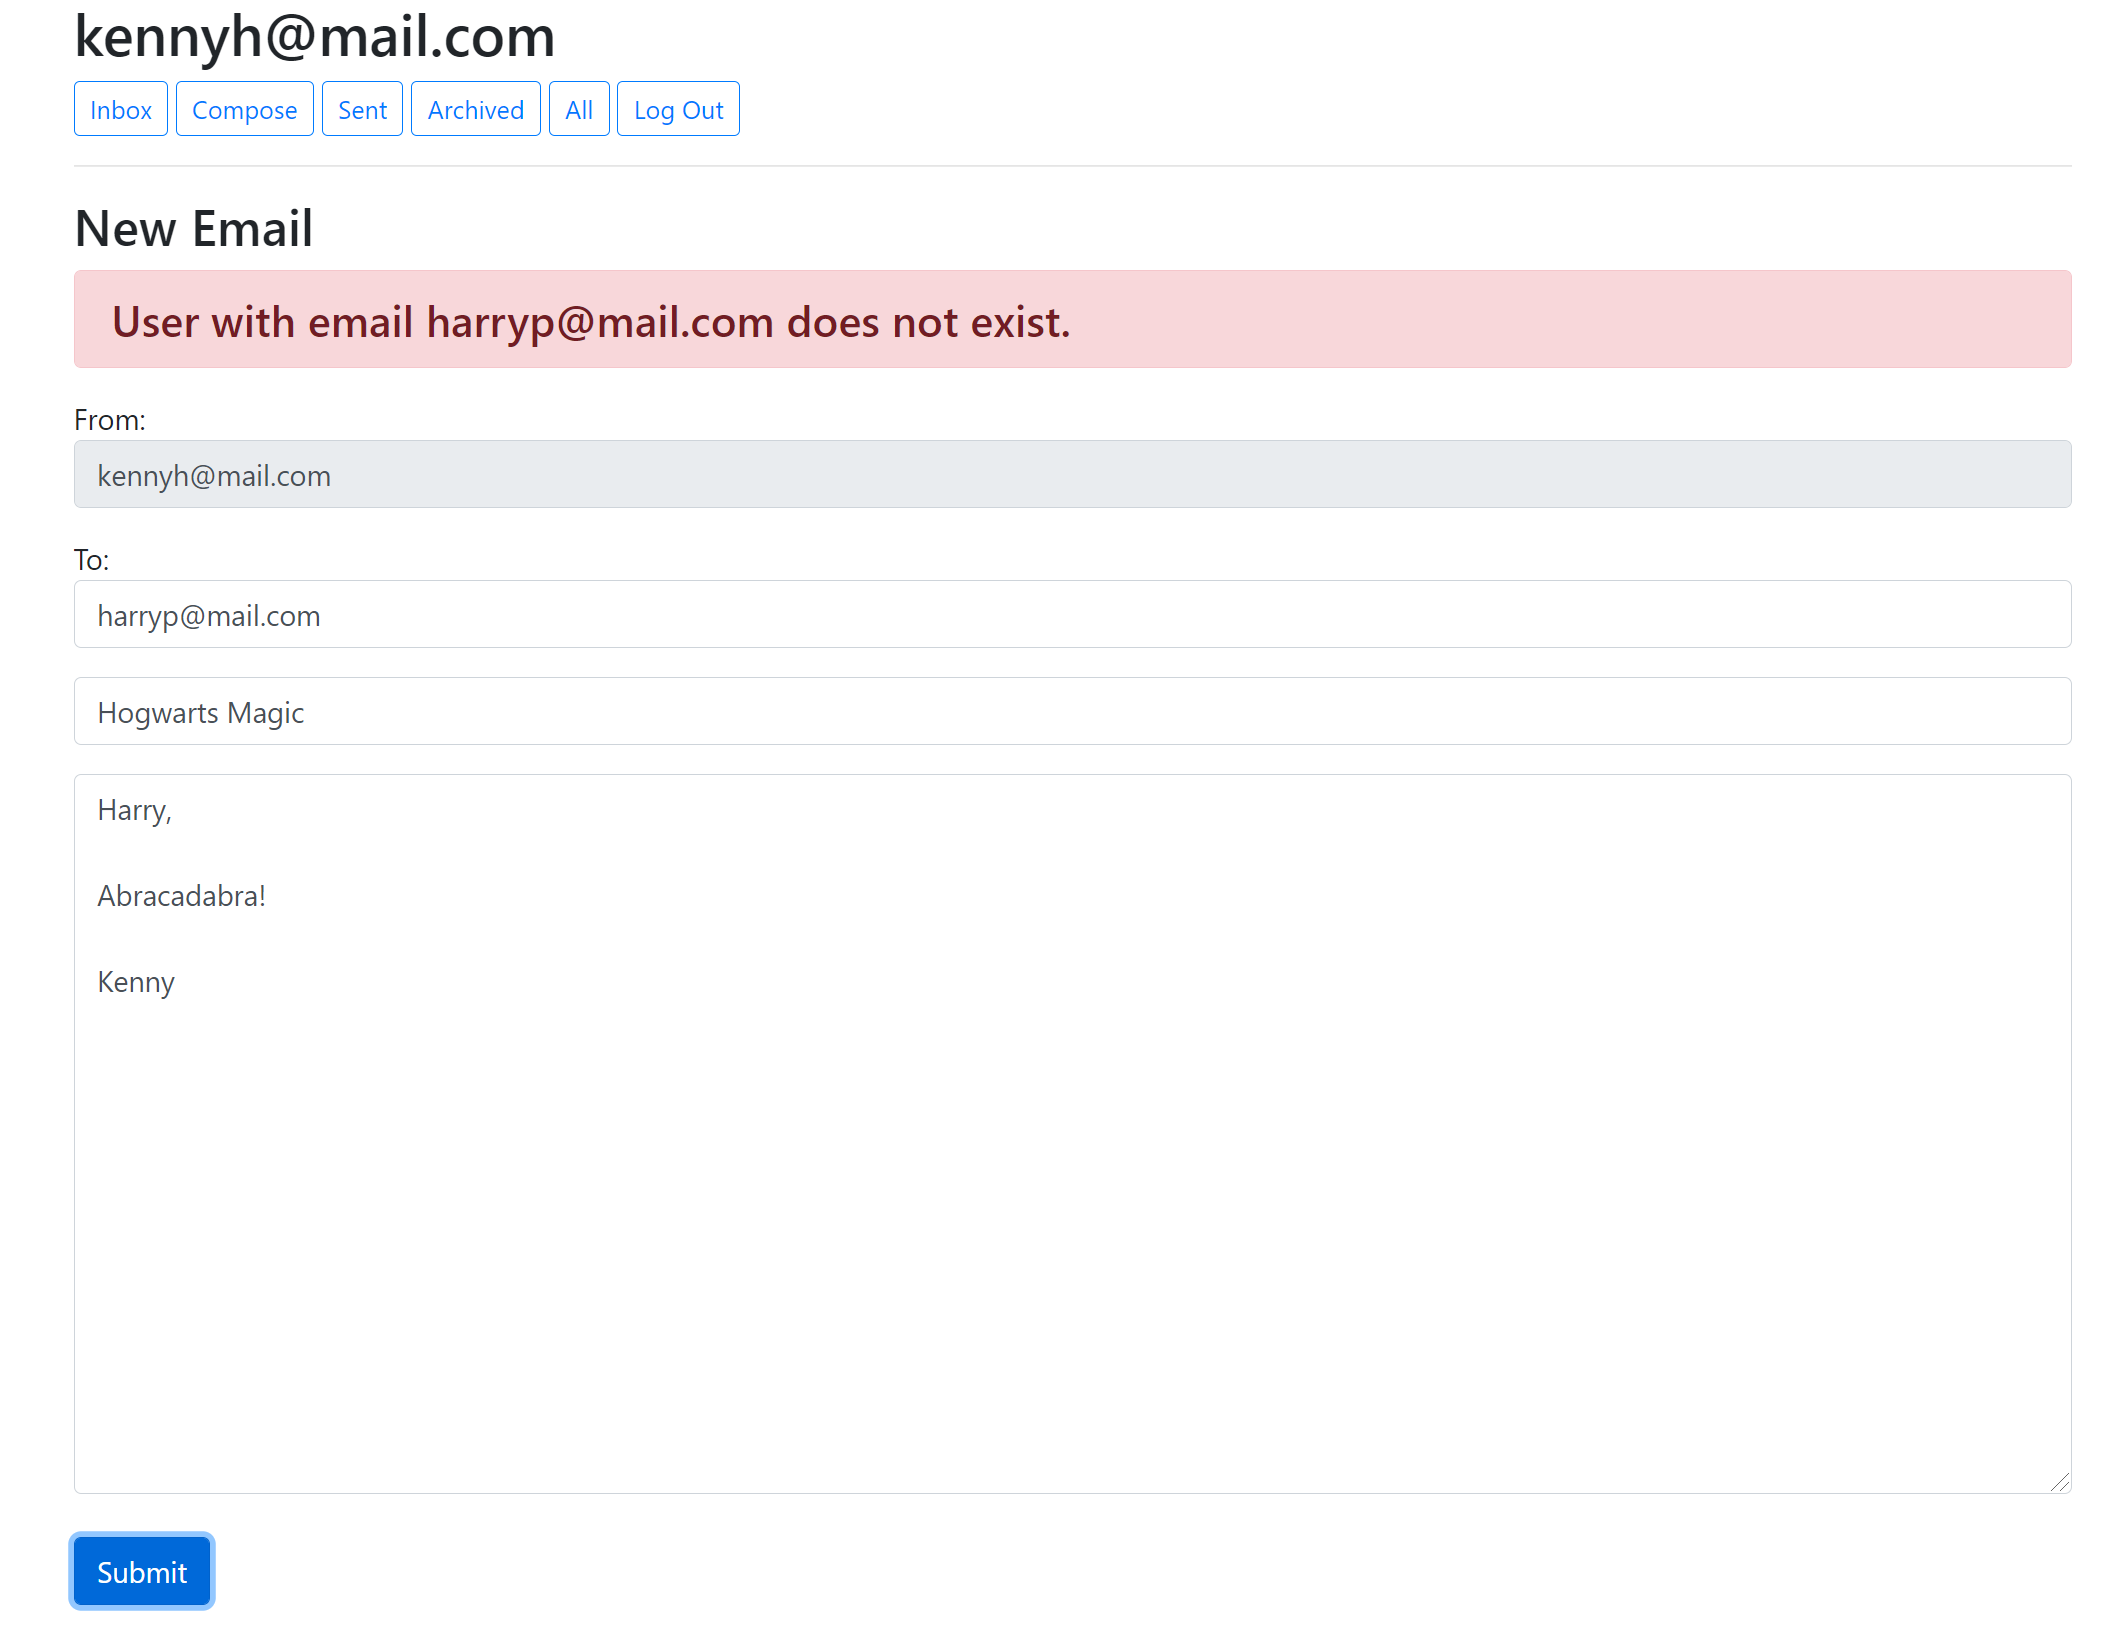 kennyh@mail.com
Inbox Compose Sent Archived All Log Out
New Email
User with email harryp@mail.com does not exist.
From:
kennyh@mail.com
To:
harryp@mail.com
Hogwarts Magic
Harry,
Abracadabra!
Kenny
Submit